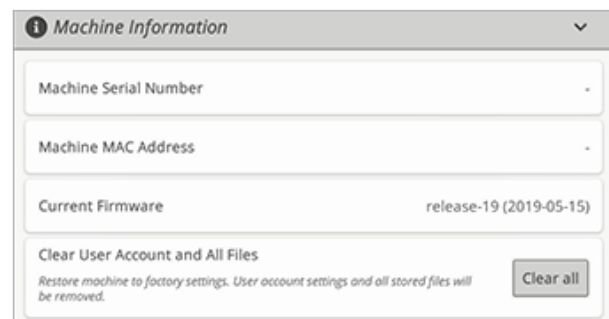 Machine Information
Machine Serial Number -
Machine MAC Address -
Current Firmware release-19 (2019-05-15)
Clear User Account and All Files
Restore machine to factory settings. User account settings and all stored files will
be removed.
Clear all